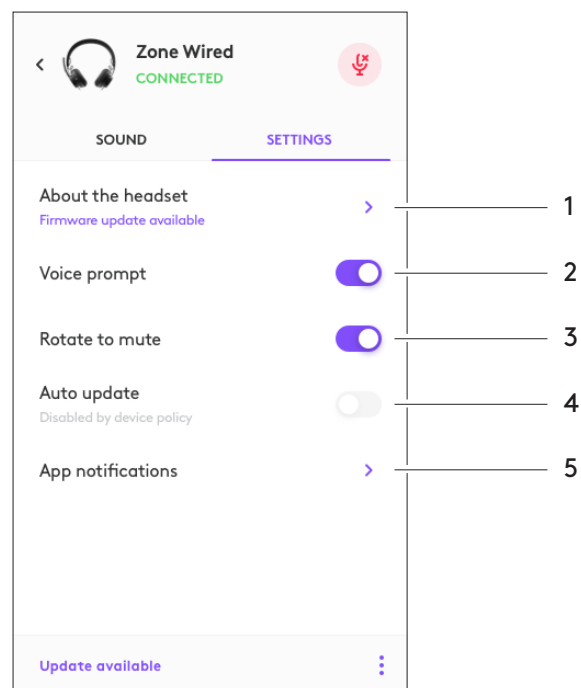 Zone Wired
CONNECTED
SOUND
SETTINGS
About the headset
Firmware update available
1
Voice prompt
2
Rotate to mute
3
Auto update
Disabled by device policy
4
App notifications
5
Update available